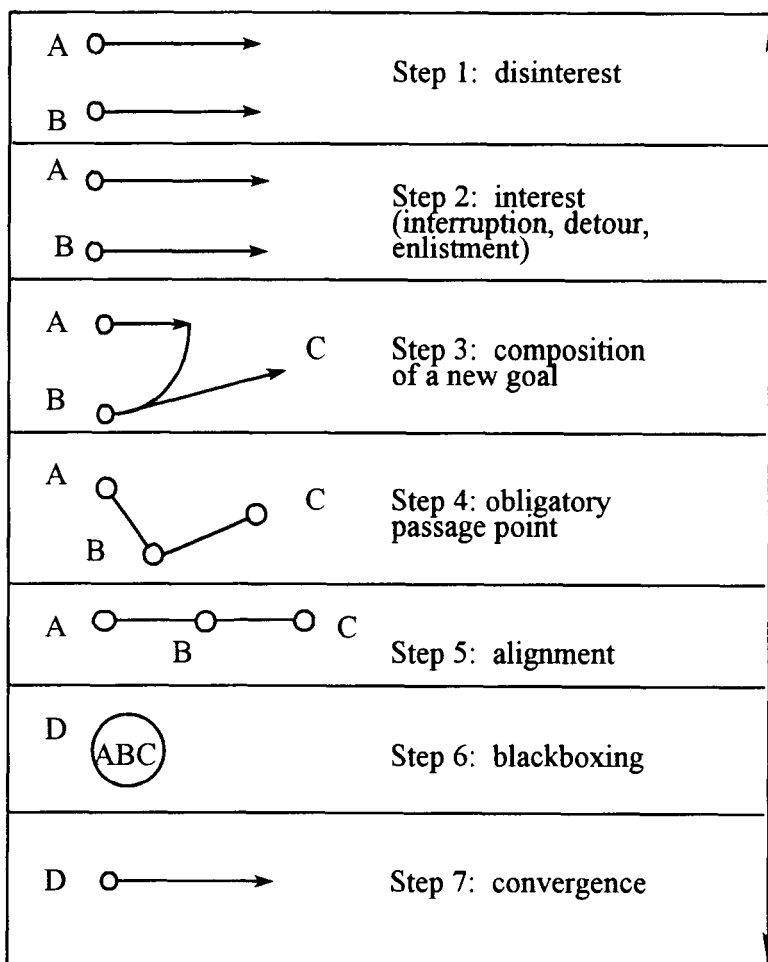 A
Step 1: disinterest
B
A
Step 2: interest
(interruption, detour,
enlistment)
B
A
C
Step 3: composition
of a new goal
B
A
C
Step 4: obligatory
passage point
B
A
C
B
Step 5: alignment
D
ABC
Step 6: blackboxing
D
Step 7: convergence